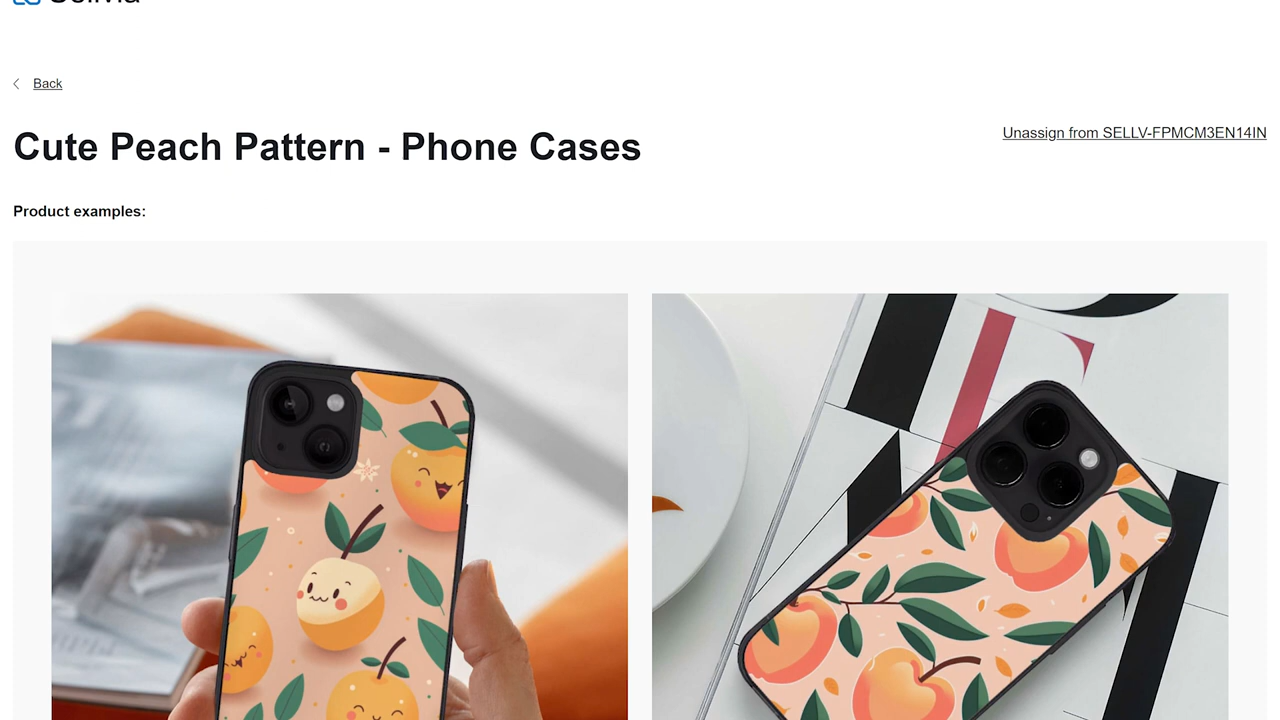 Back
Cute Peach Pattern - Phone Cases
Unassign from SELLV-FPMCM3EN14IN
Product examples: